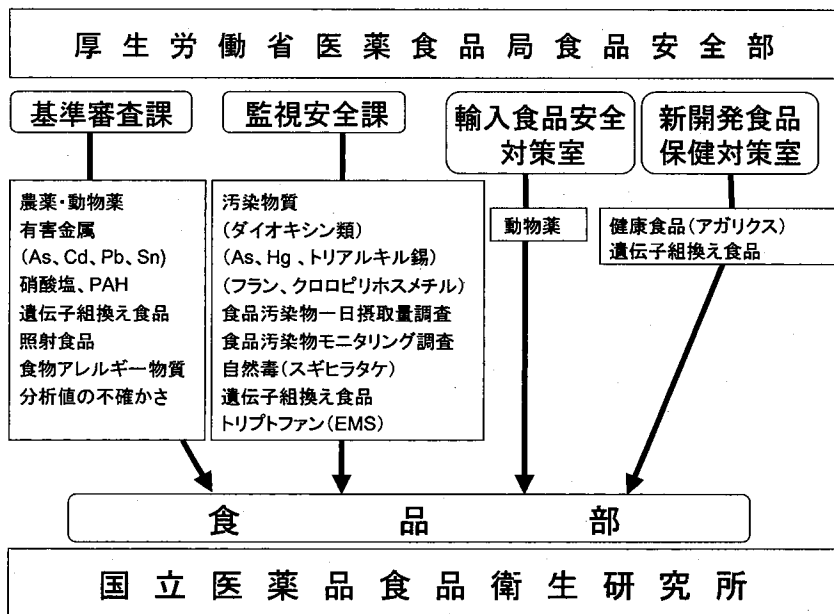 厚生労働省医薬食品局食品安全部
基準審査課
監視安全課
輸入食品安全
対策室
新開発食品
保健対策室
農薬・動物薬
有害金属
(As、Cd、Pb、Sn)
硝酸塩、PAH
遺伝子組換え食品
照射食品
食物アレルギー物質
分析値の不確かさ
汚染物質
(ダイオキシン類)
(As、Hg、トリアルキル錫)
(フラン、クロロピリホスメチル)
食品汚染物一日摂取量調査
食品汚染物モニタリング調査
自然毒(スギヒラタケ)
遺伝子組換え食品
トリプトファン(EMS)
動物薬
健康食品(アガリクス)
遺伝子組換え食品
食品部
国立医薬品食品衛生研究所